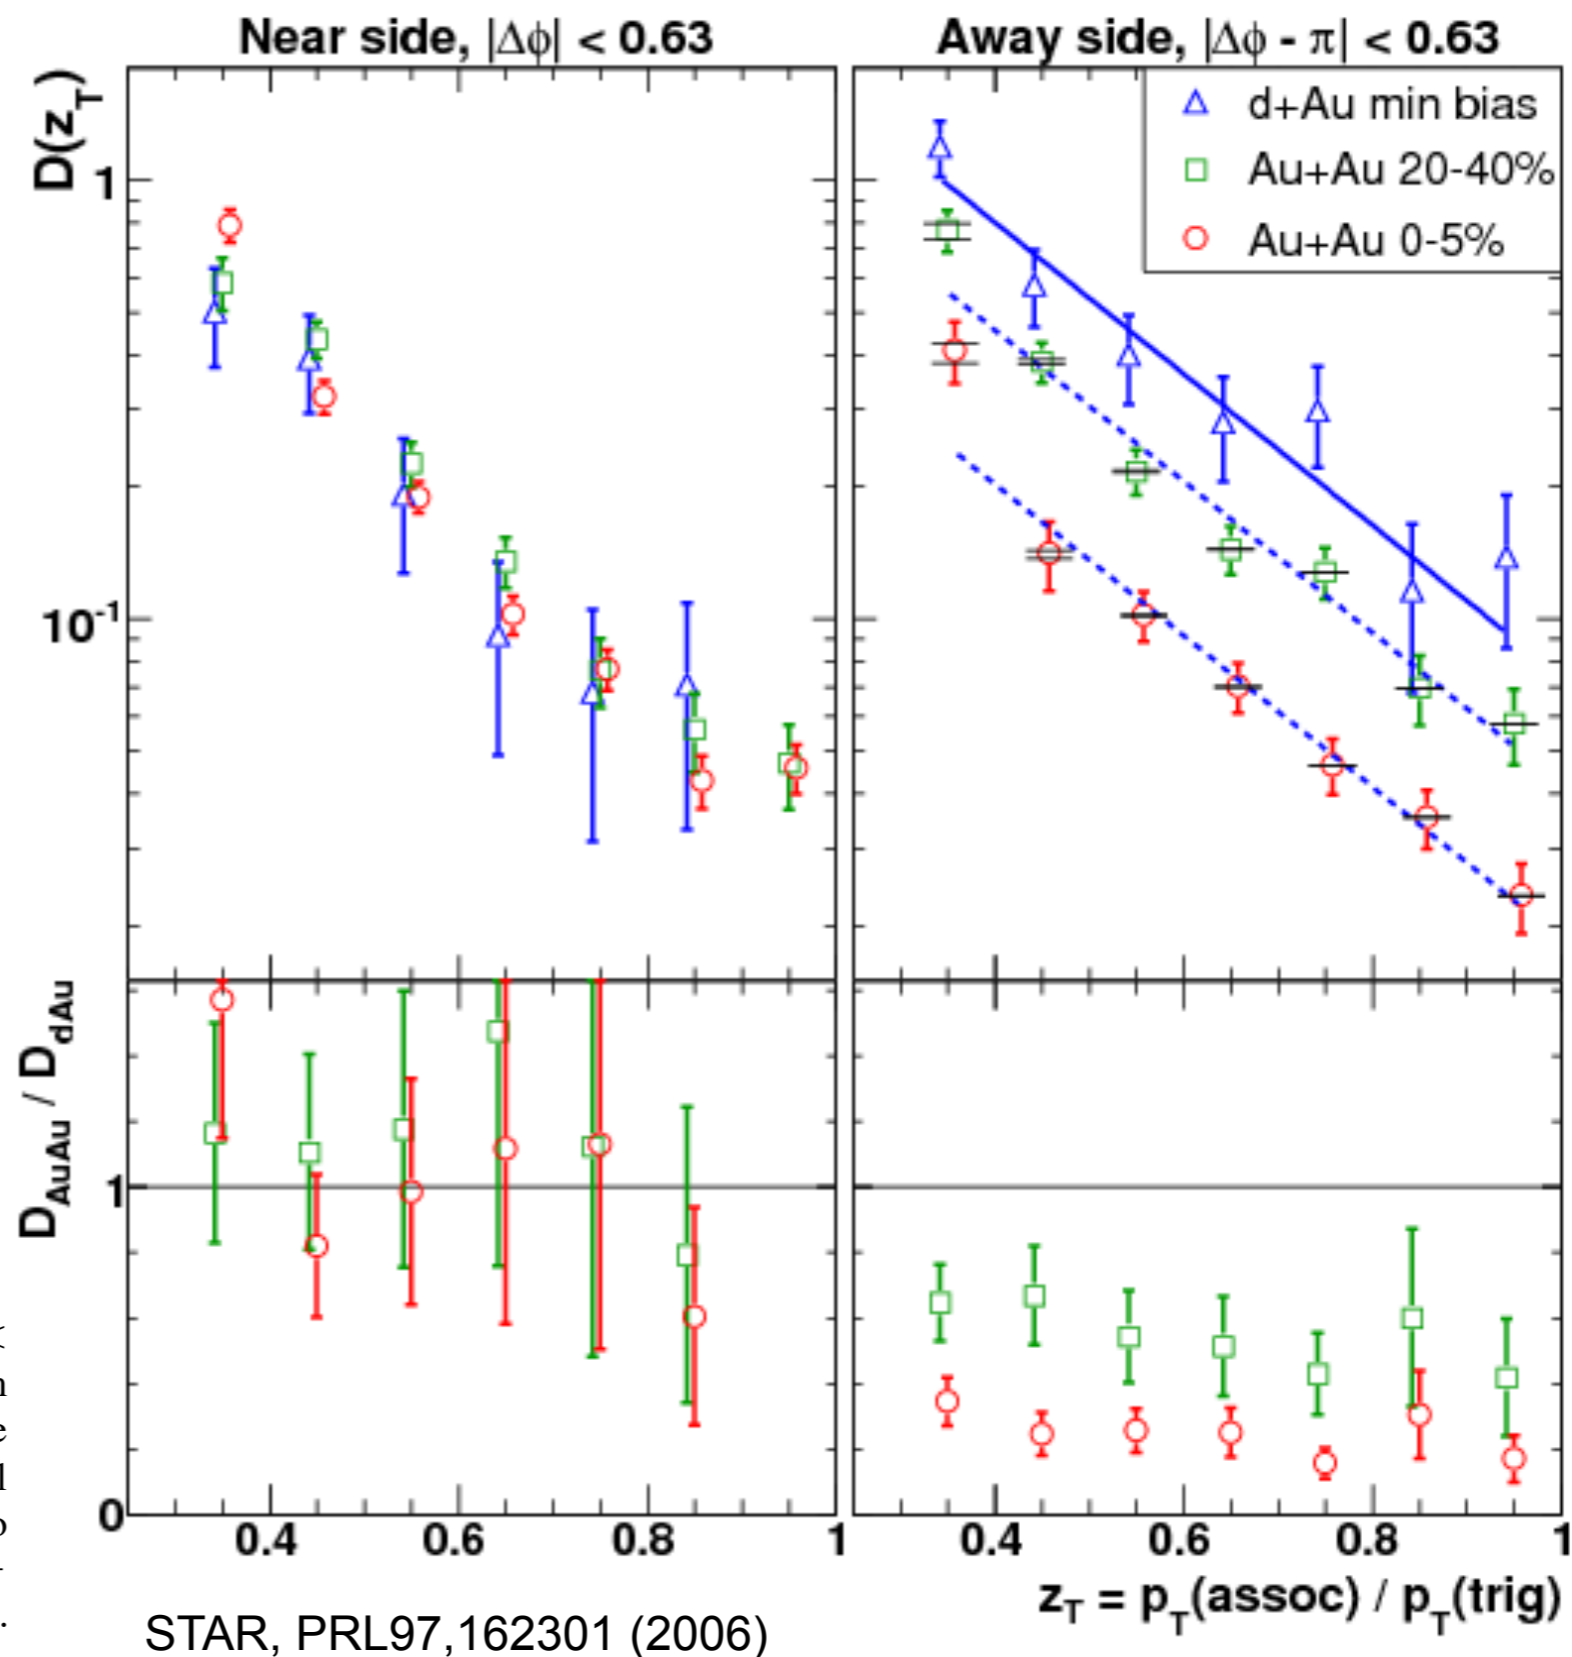 Near side, |Δϕ| < 0.63
Away side, |Δϕ - π| < 0.63
D(z_T)
1
10⁻¹
d+Au min bias
Au+Au 20-40%
Au+Au 0-5%
D_AuAu / D_dAu
1
0
0.4 0.6 0.8 1
0.4 0.6 0.8 1
z_T = p_T(assoc) / p_T(trig)
STAR, PRL97,162301 (2006)